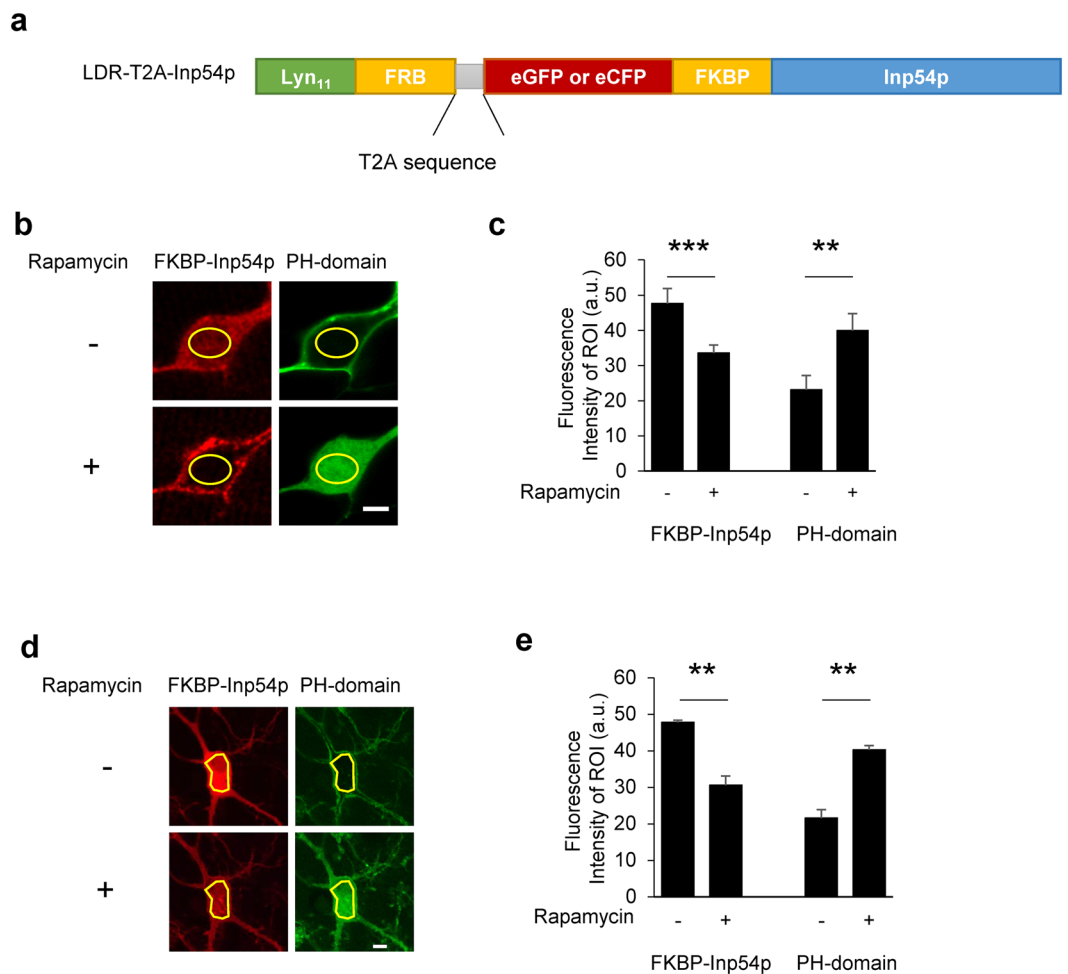 a
LDR-T2A-Inp54p
Lyn11 FRB eGFP or eCFP FKBP Inp54p
T2A sequence
b
Rapamycin FKBP-Inp54p PH-domain
-
+
c
*** **
Fluorescence
Intensity of ROI (a.u.)
60
50
40
30
20
10
0
Rapamycin - + - +
FKBP-Inp54p PH-domain
d
Rapamycin FKBP-Inp54p PH-domain
-
+
e
** **
Fluorescence
Intensity of ROI (a.u.)
60
50
40
30
20
10
0
Rapamycin - + - +
FKBP-Inp54p PH-domain